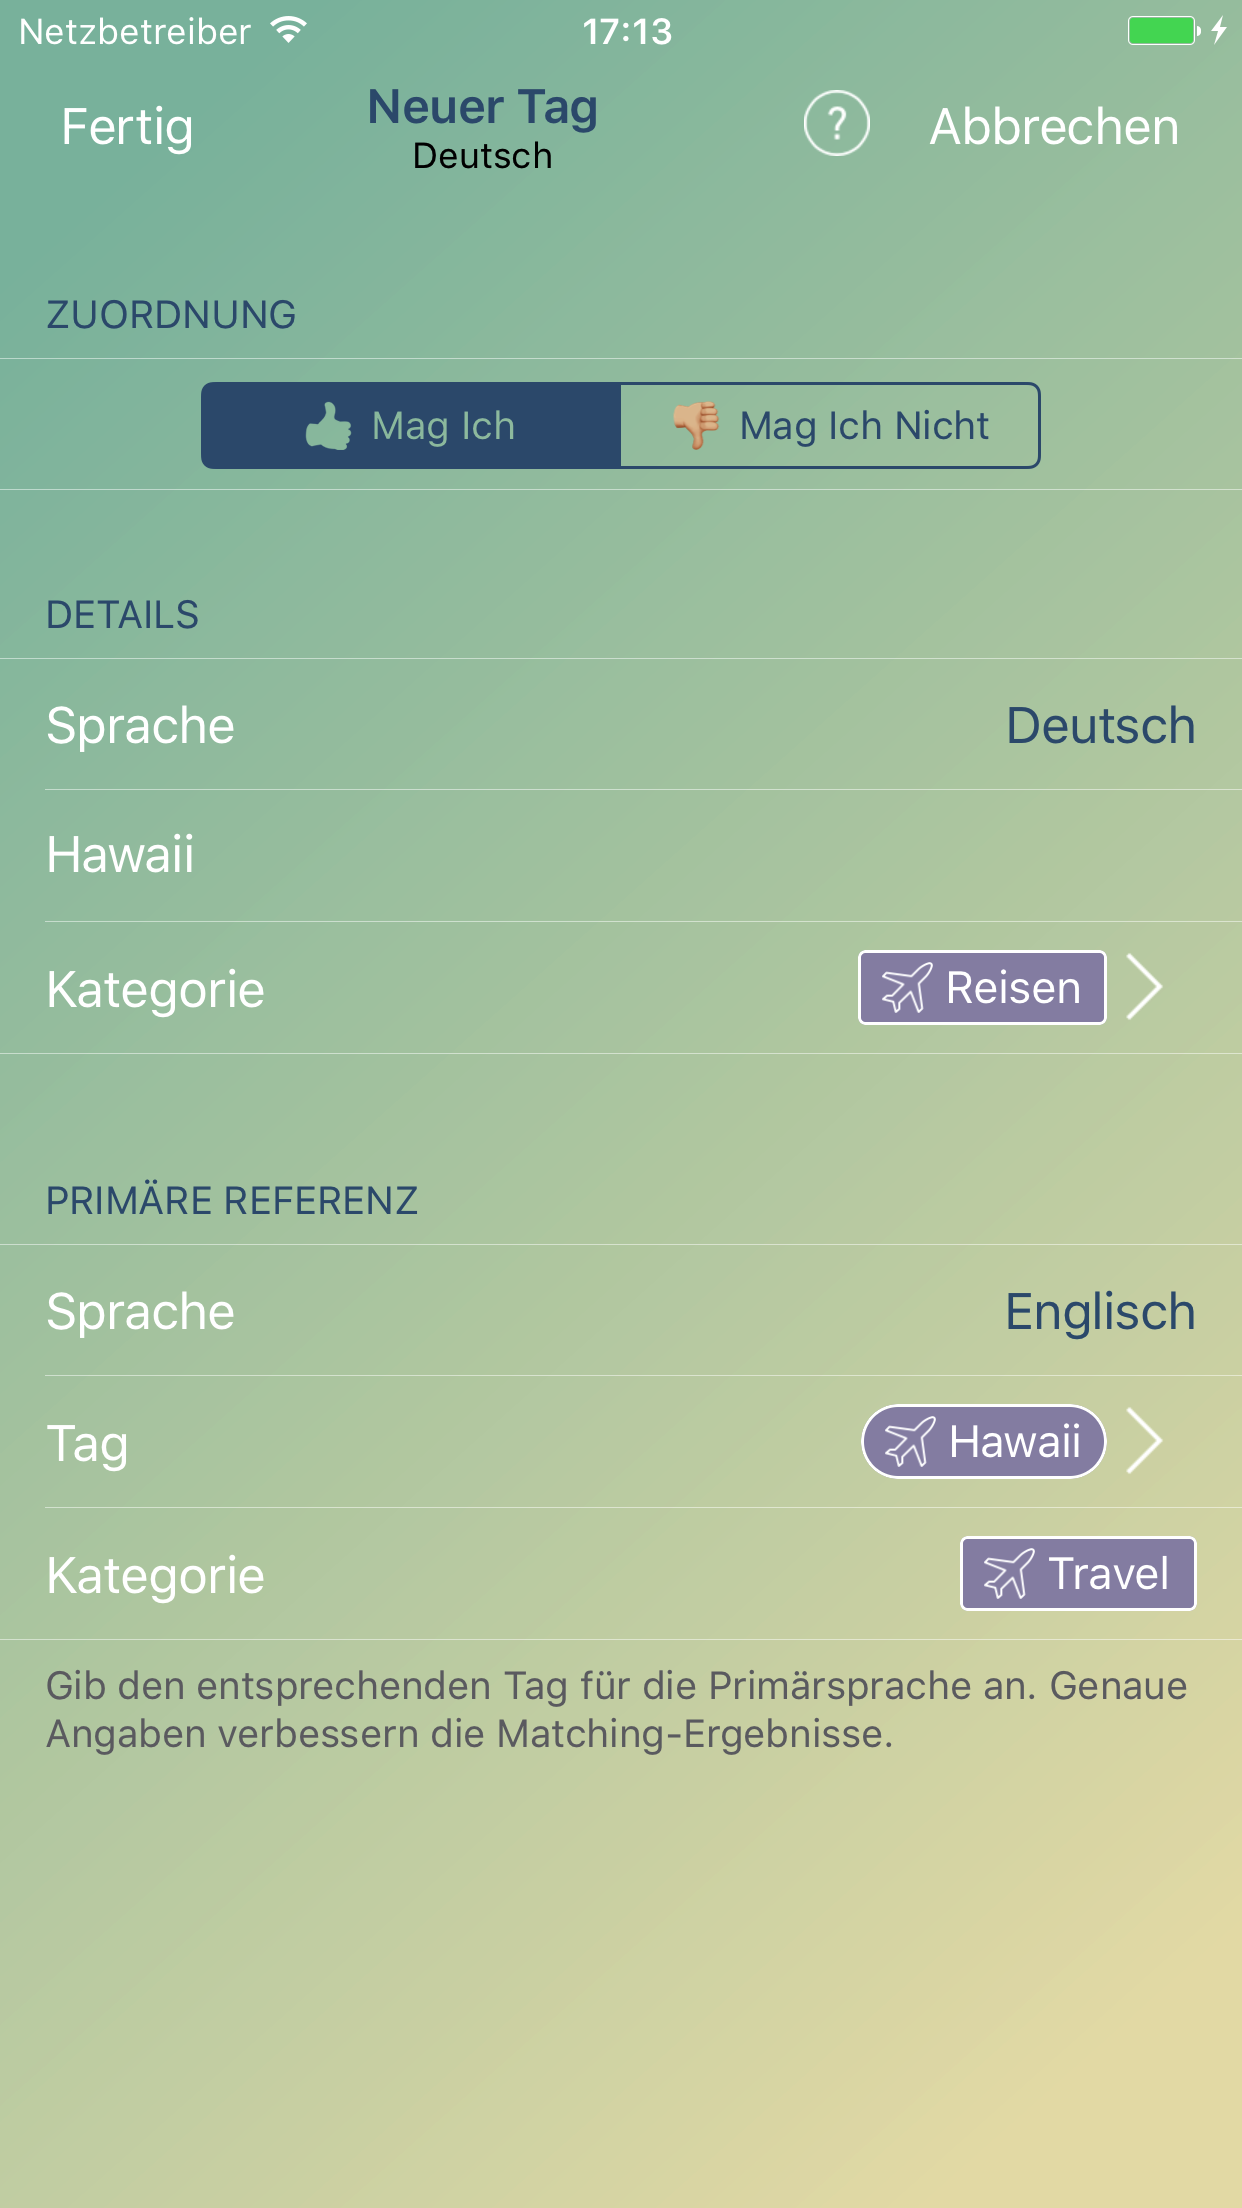 Netzbetreiber 17:13
Fertig
Neuer Tag
Deutsch
?
Abbrechen
ZUORDNUNG
Mag Ich Mag Ich Nicht
DETAILS
Sprache Deutsch
Hawaii
Kategorie Reisen
PRIMÄRE REFERENZ
Sprache Englisch
Tag Hawaii
Kategorie Travel
Gib den entsprechenden Tag für die Primärsprache an. Genaue
Angaben verbessern die Matching-Ergebnisse.